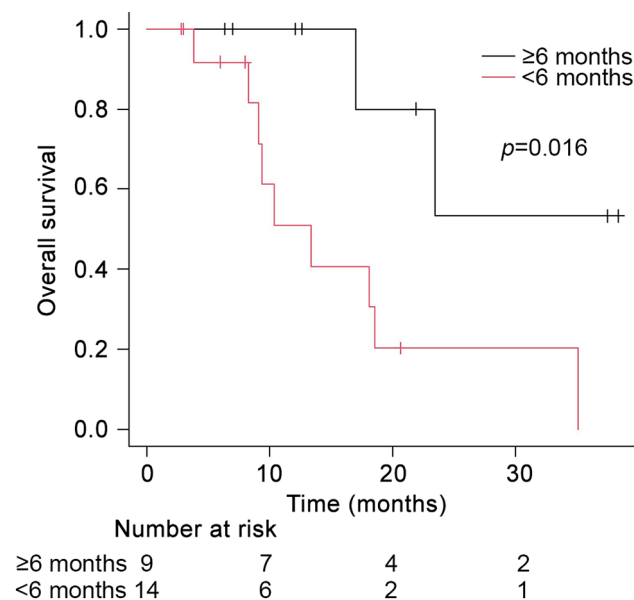 1.0
0.8
0.6
0.4
0.2
0.0
Overall survival
≥6 months
<6 months
p=0.016
0 10 20 30
Time (months)
Number at risk
≥6 months 9 7 4 2
<6 months 14 6 2 1